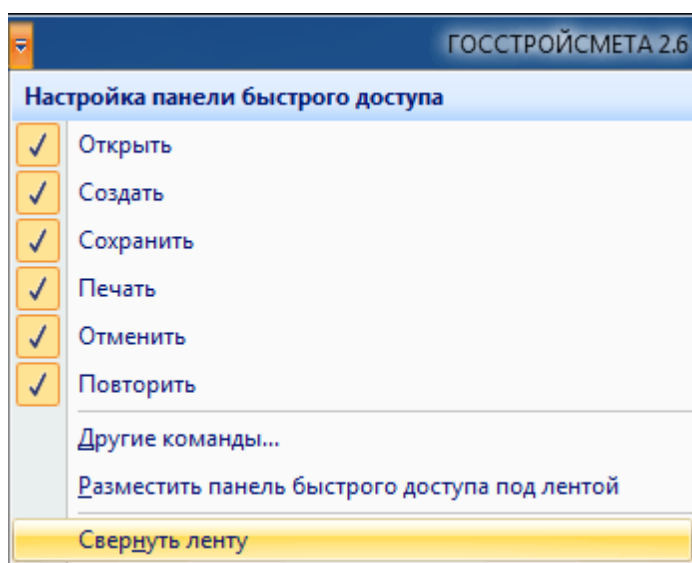 ГОССТРОЙСМЕТА 2.6
Настройка панели быстрого доступа
Открыть
Создать
Сохранить
Печать
Отменить
Повторить
Другие команды...
Разместить панель быстрого доступа под лентой
Свернуть ленту